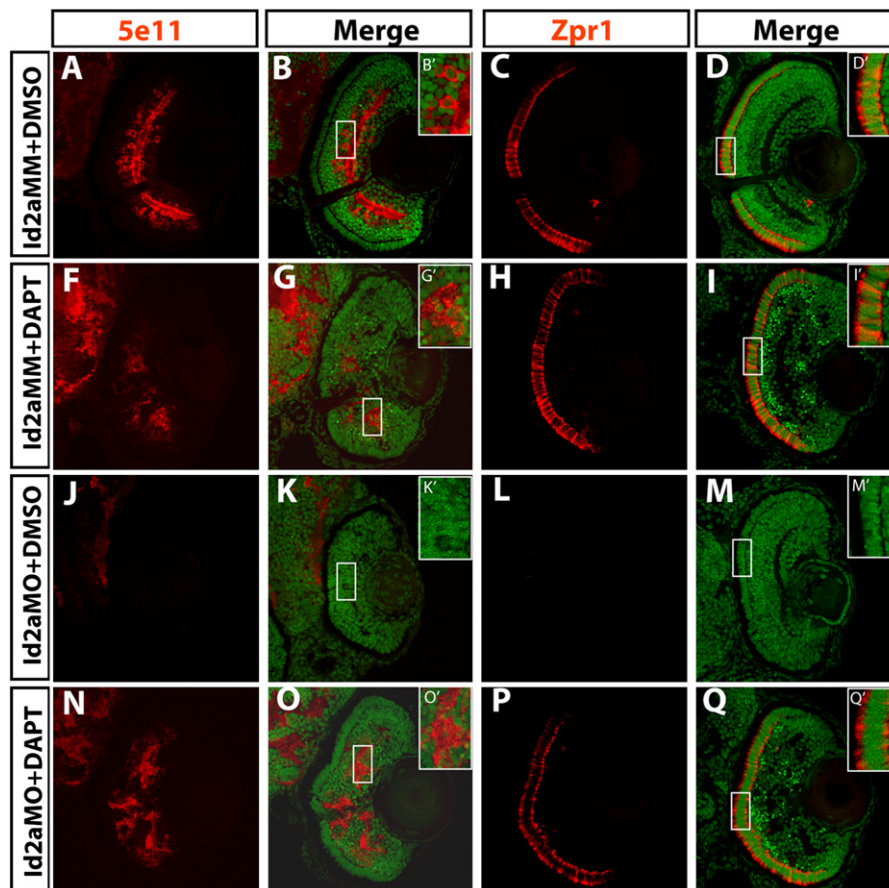 5e11 Merge Zpr1 Merge
Id2aMM+DMSO
A B B' C D D'
Id2aMM+DAPT
F G G' H I I'
Id2aMO+DMSO
J K K' L M M'
Id2aMO+DAPT
N O O' P Q Q'